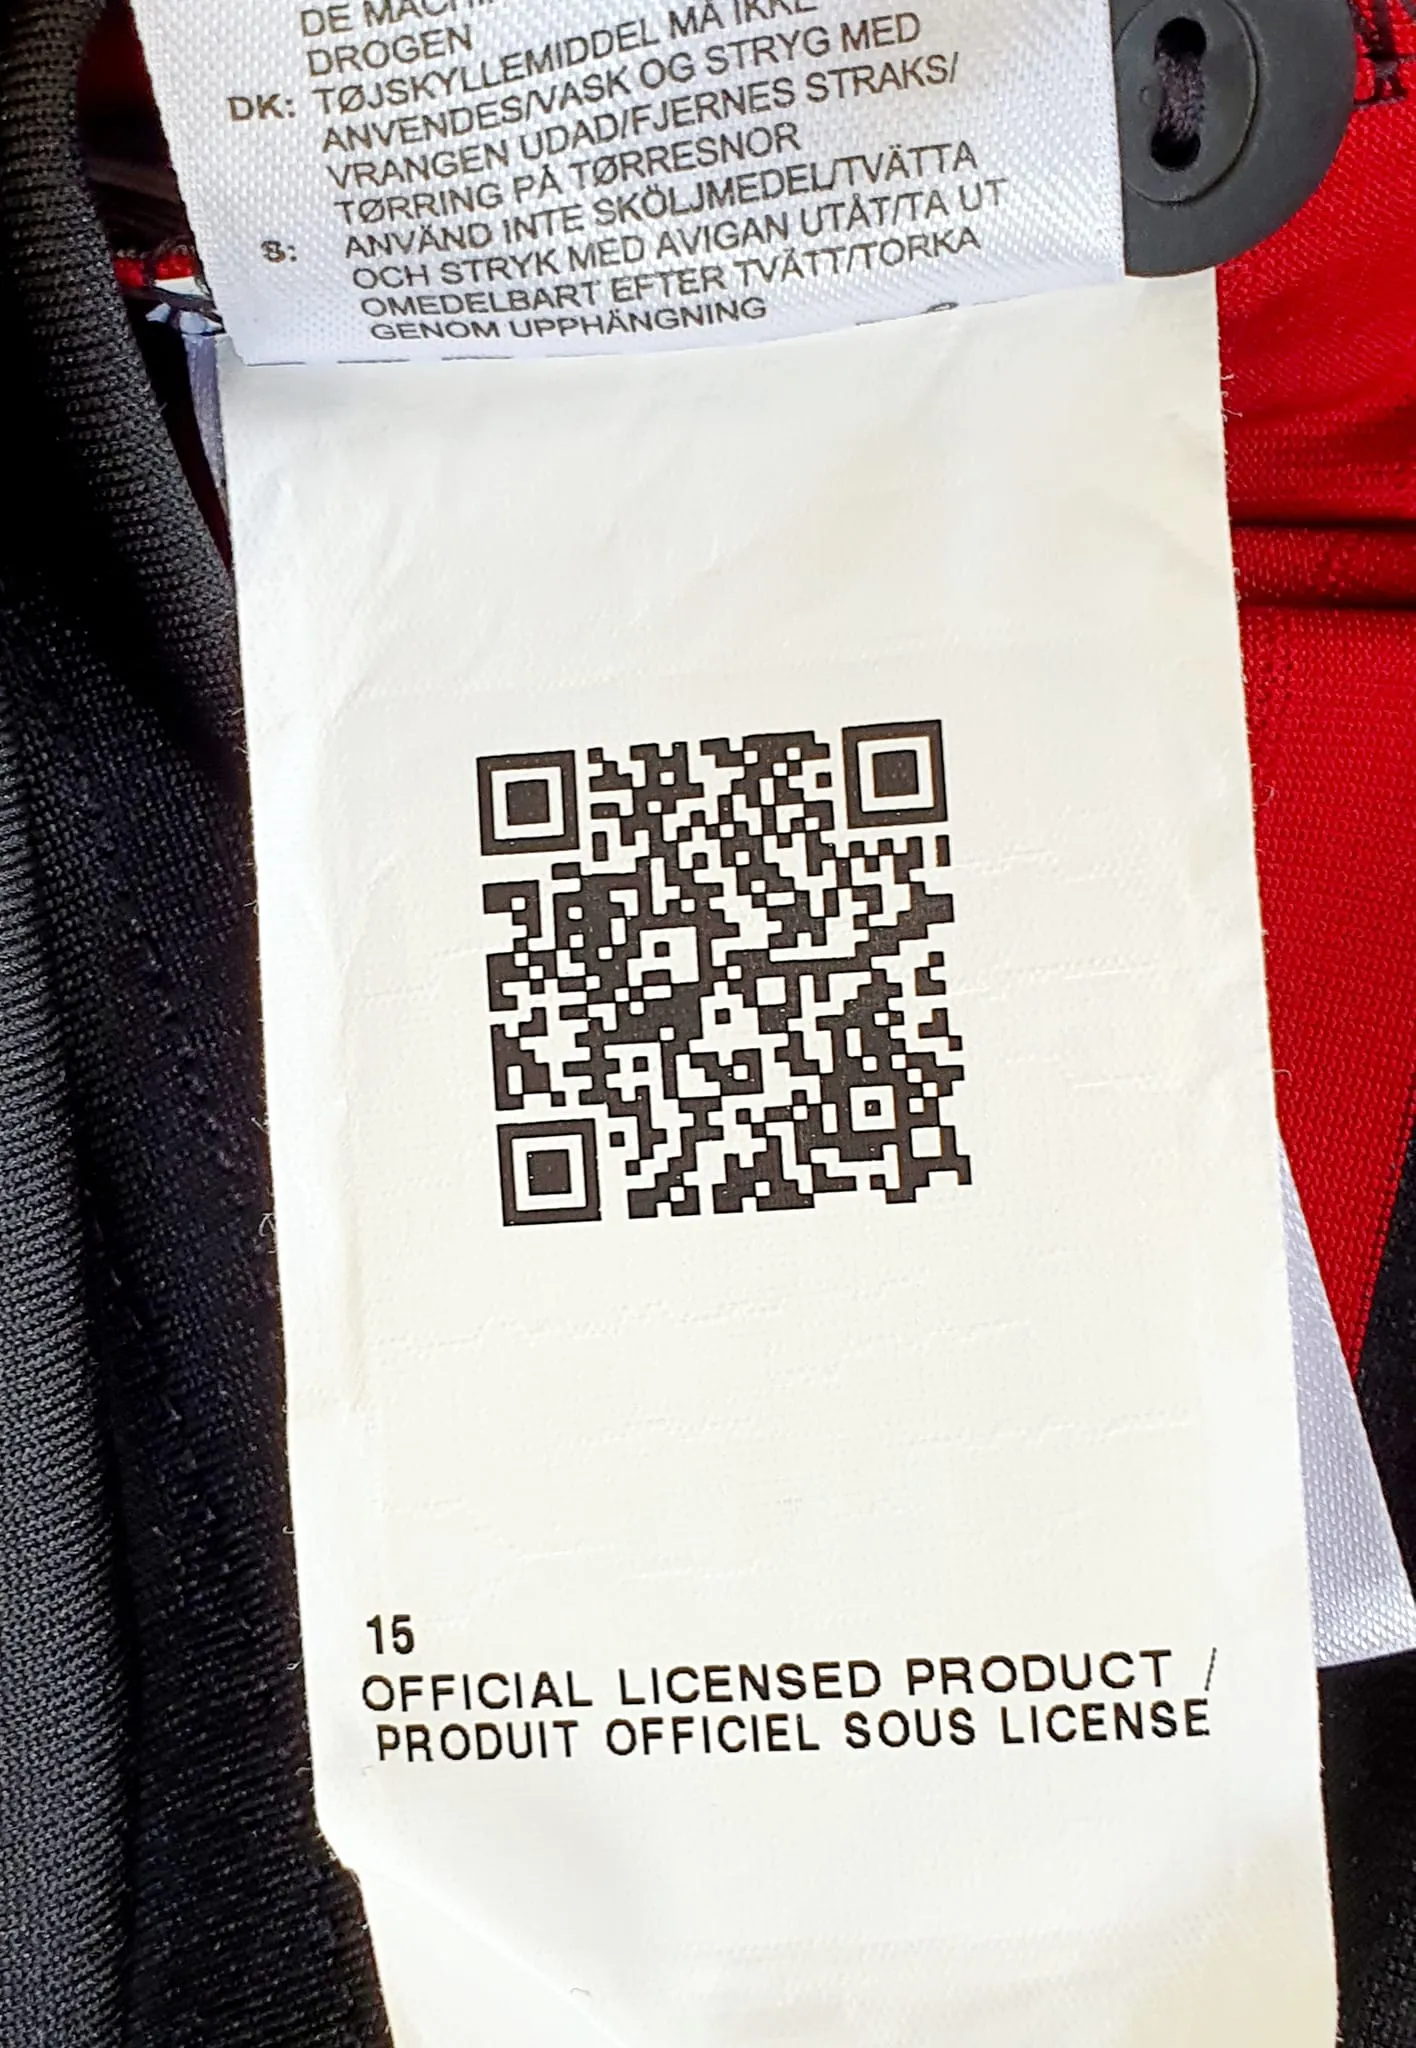 DE
DROGEN
DK: TØJSKYLLEMIDDEL MÅ IKKE
ANVENDES/VASK OG STRYG MED
VRANGEN UDAD/FJERNES STRAKS/
TØRRING PÅ TØRRESNOR
S: ANVÄND INTE SKÖLJMEDEL/TVÄTTA
OCH STRYK MED AVIGAN UTÅT/TA UT
OMEDELBART EFTER TVÄTT/TORKA
GENOM UPPHÄNGNING
15
OFFICIAL LICENSED PRODUCT /
PRODUIT OFFICIEL SOUS LICENSE